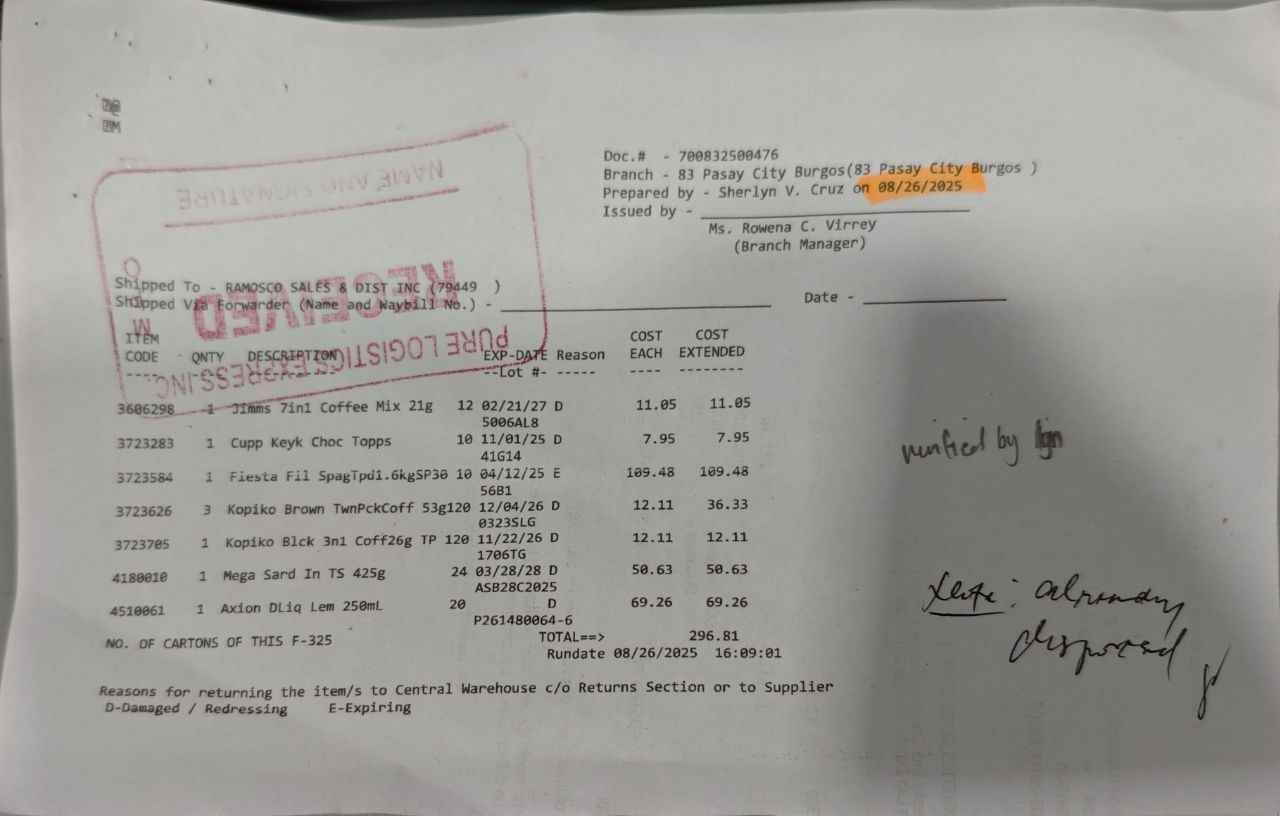 Doc.# - 700832500476
Branch - 83 Pasay City Burgos(83 Pasay City Burgos )
Prepared by - Sherlyn V. Cruz on 08/26/2025
Issued by -
Ms. Rowena C. Virrey
(Branch Manager)
NAME AND SIGNATURE
RECEIVED
PURE LOGISTICS EXPRESS INC.
Shipped To - RAMOSCO SALES & DIST INC (79449 )
Shipped Via Forwarder (Name and Waybill No.) - Date -
ITEM COST COST
CODE QNTY DESCRIPTION EXP-DATE Reason EACH EXTENDED
---- --Lot #- ----- ---- --------
3606298 1 Jimms 7in1 Coffee Mix 21g 12 02/21/27 D 11.05 11.05
5006AL8
3723283 1 Cupp Keyk Choc Topps 10 11/01/25 D 7.95 7.95
41G14
3723584 1 Fiesta Fil SpagTpd1.6kgSP30 10 04/12/25 E 109.48 109.48
56B1
3723626 3 Kopiko Brown TwnPckCoff 53g120 12/04/26 D 12.11 36.33
0323SLG
3723705 1 Kopiko Blck 3n1 Coff26g TP 120 11/22/26 D 12.11 12.11
1706TG
4180010 1 Mega Sard In TS 425g 24 03/28/28 D 50.63 50.63
ASB28C2025
4510061 1 Axion DLiq Lem 250mL 20 D 69.26 69.26
P261480064-6
NO. OF CARTONS OF THIS F-325 TOTAL==> 296.81
Rundate 08/26/2025 16:09:01
Reasons for returning the item/s to Central Warehouse c/o Returns Section or to Supplier
D-Damaged / Redressing E-Expiring
verified by
disposed